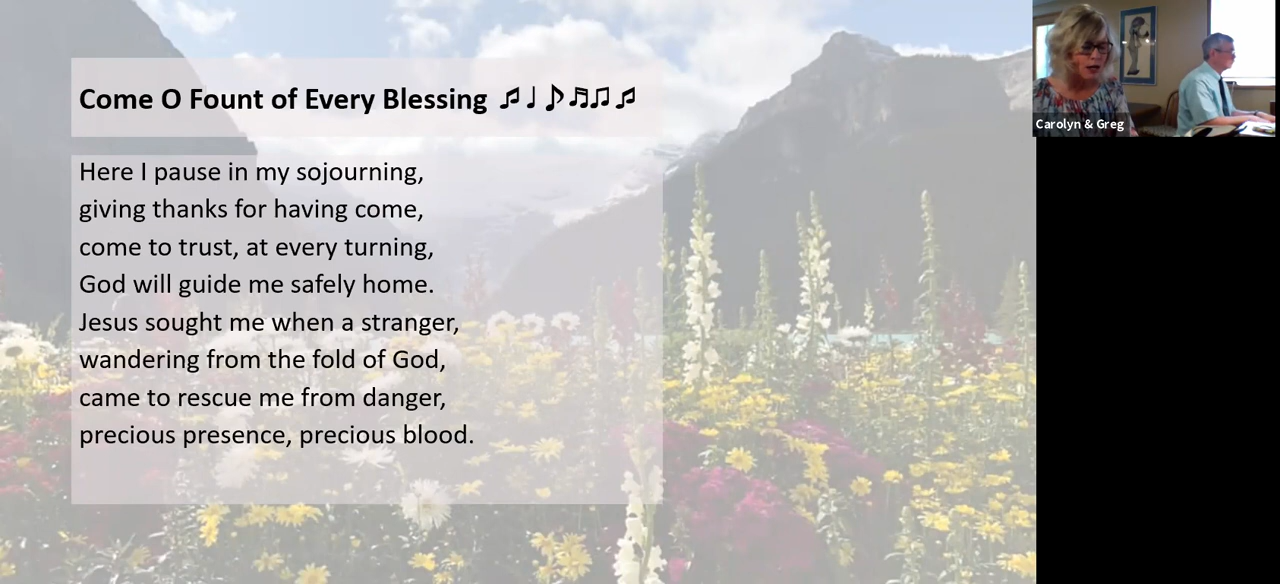 Come O Fount of Every Blessing
Here I pause in my sojourning,
giving thanks for having come,
come to trust, at every turning,
God will guide me safely home.
Jesus sought me when a stranger,
wandering from the fold of God,
came to rescue me from danger,
precious presence, precious blood.
Carolyn & Greg